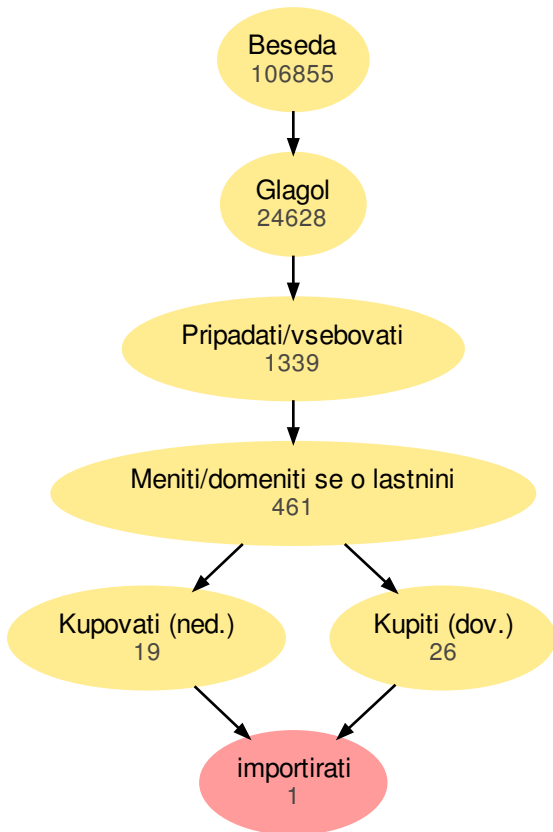 Beseda
106855
Glagol
24628
Pripadati/vsebovati
1339
Meniti/domeniti se o lastnini
461
Kupovati (ned.)
19
Kupiti (dov.)
26
importirati
1